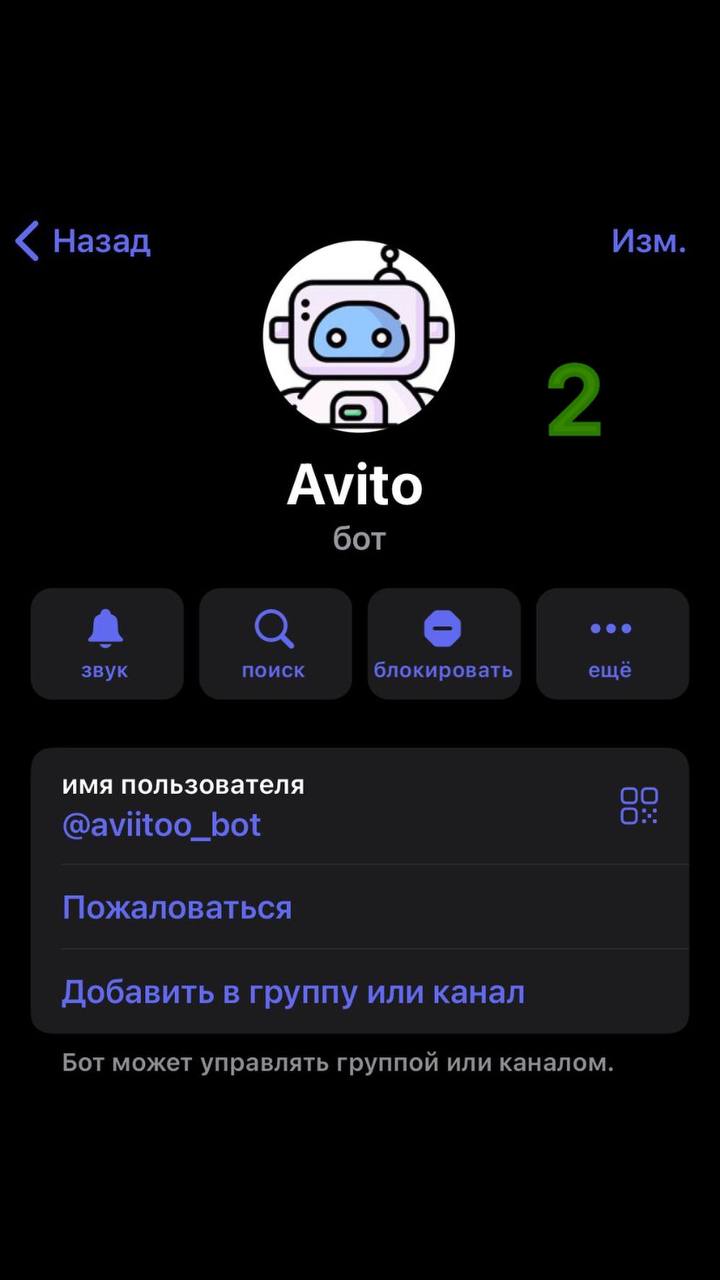 Назад
Изм.
2
Avito
бот
звук
поиск
блокировать
ещё
имя пользователя
@aviitoo_bot
Пожаловаться
Добавить в группу или канал
Бот может управлять группой или каналом.